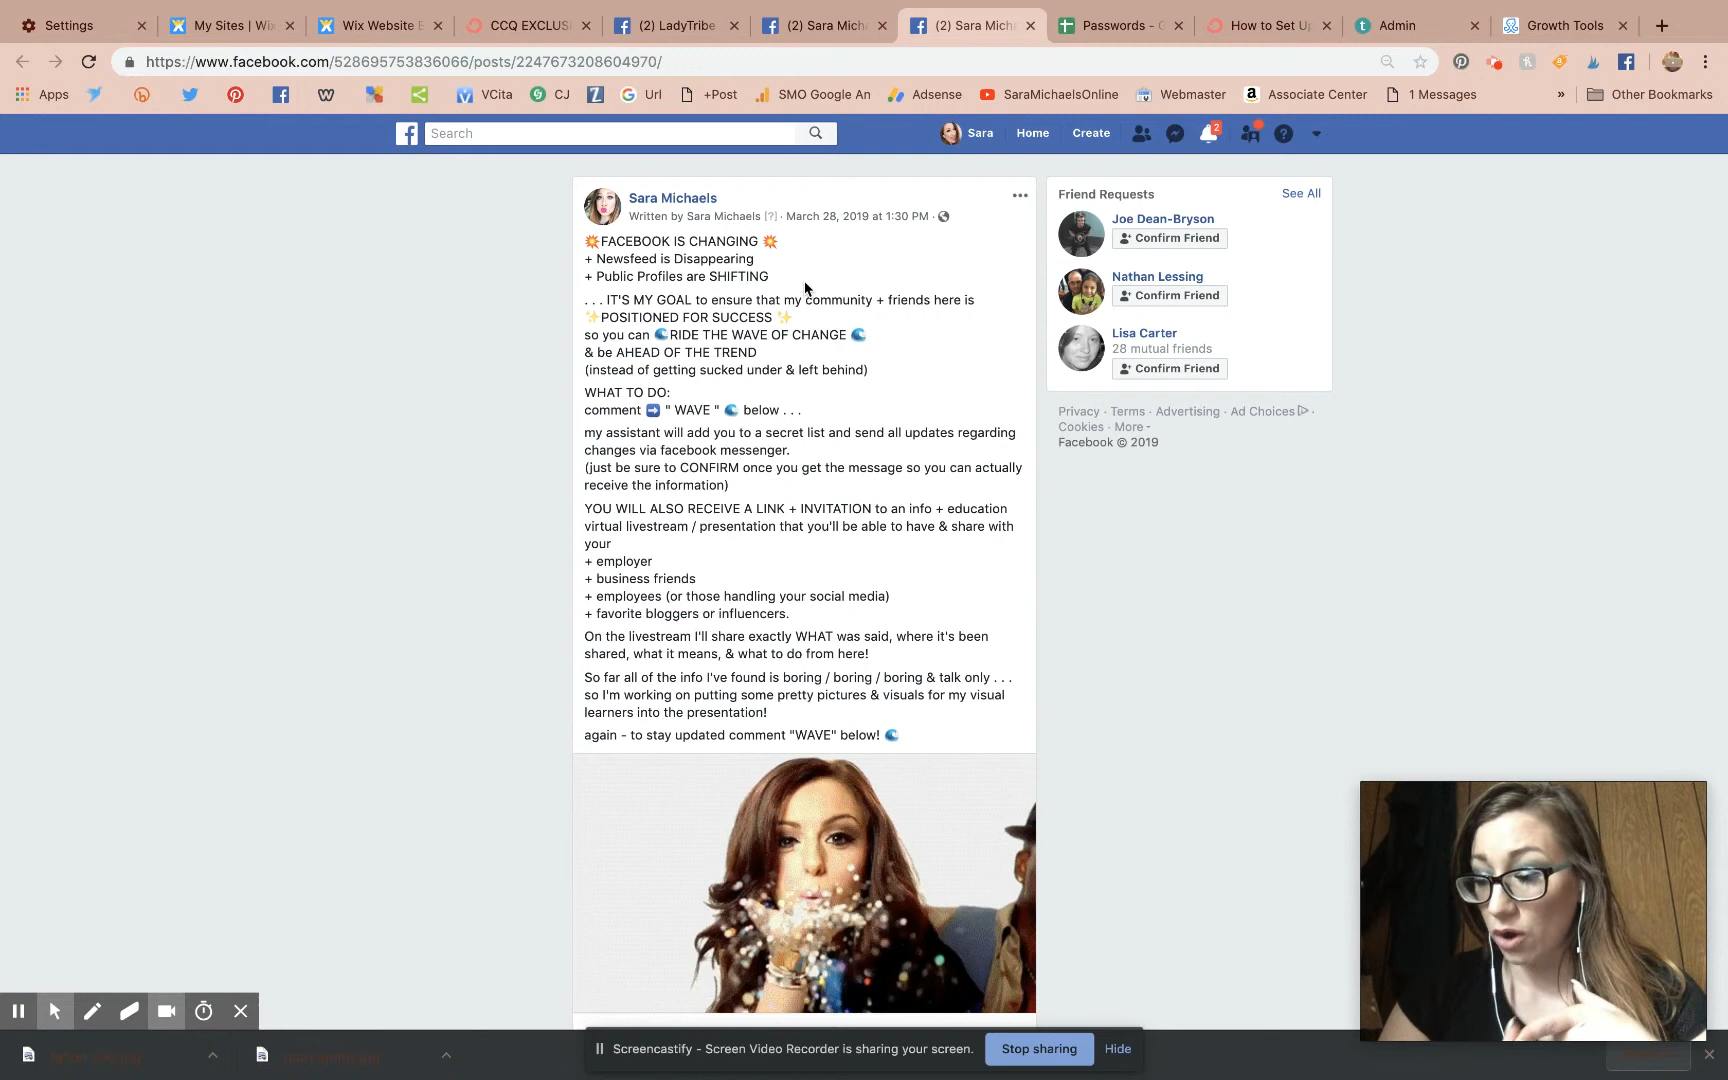 Settings
My Sites | Wix
Wix Website E
CCQ EXCLUSI
(2) LadyTribe
(2) Sara Mich
(2) Sara Mich
Passwords - G
How to Set Up
Admin
Growth Tools
https://www.facebook.com/528695753836066/posts/2247673208604970/
Apps
VCita
CJ
Url
+Post
SMO Google An
Adsense
SaraMichaelsOnline
Webmaster
Associate Center
1 Messages
»
Other Bookmarks
Search
Sara
Home
Create
2
Sara Michaels
Written by Sara Michaels [?] · March 28, 2019 at 1:30 PM ·
💥FACEBOOK IS CHANGING 💥
+ Newsfeed is Disappearing
+ Public Profiles are SHIFTING
. . . IT'S MY GOAL to ensure that my community + friends here is
✨POSITIONED FOR SUCCESS ✨
so you can 🌊RIDE THE WAVE OF CHANGE 🌊
& be AHEAD OF THE TREND
(instead of getting sucked under & left behind)
WHAT TO DO:
comment ➡️ " WAVE " 🌊 below . . .
my assistant will add you to a secret list and send all updates regarding
changes via facebook messenger.
(just be sure to CONFIRM once you get the message so you can actually
receive the information)
YOU WILL ALSO RECEIVE A LINK + INVITATION to an info + education
virtual livestream / presentation that you'll be able to have & share with
your
+ employer
+ business friends
+ employees (or those handling your social media)
+ favorite bloggers or influencers.
On the livestream I'll share exactly WHAT was said, where it's been
shared, what it means, & what to do from here!
So far all of the info I've found is boring / boring / boring & talk only . . .
so I'm working on putting some pretty pictures & visuals for my visual
learners into the presentation!
again - to stay updated comment "WAVE" below! 🌊
Friend Requests
See All
Joe Dean-Bryson
Confirm Friend
Nathan Lessing
Confirm Friend
Lisa Carter
28 mutual friends
Confirm Friend
Privacy · Terms · Advertising · Ad Choices ·
Cookies · More
Facebook © 2019
Screencastify - Screen Video Recorder is sharing your screen.
Stop sharing
Hide